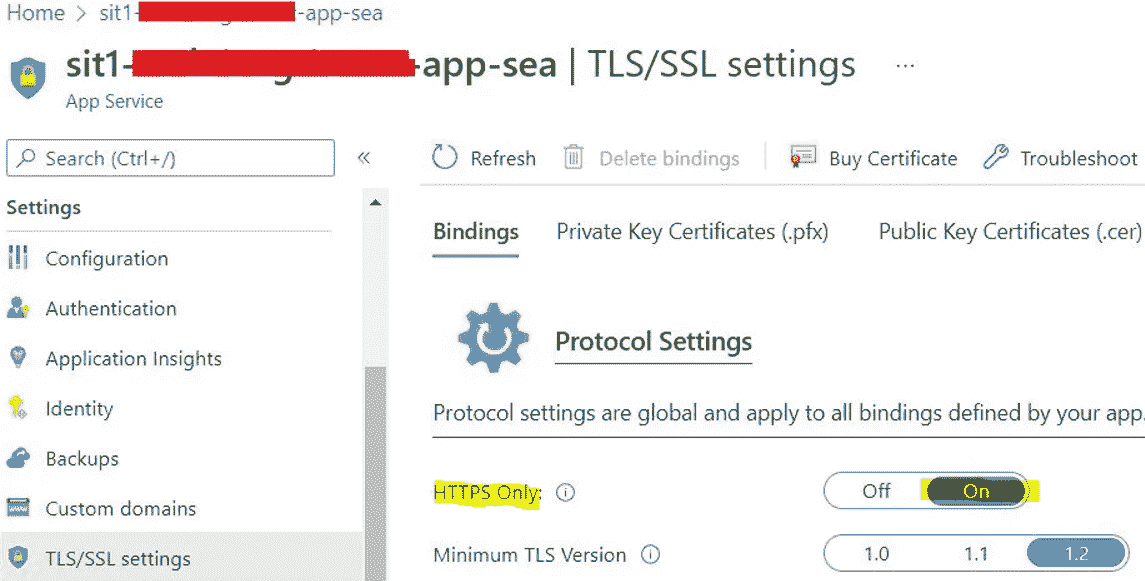 Home > sit1- -app-sea
sit1- -app-sea | TLS/SSL settings ...
App Service
Search (Ctrl+/) «
Refresh Delete bindings Buy Certificate Troubleshoot
Settings
Configuration
Authentication
Application Insights
Identity
Backups
Custom domains
TLS/SSL settings
Bindings Private Key Certificates (.pfx) Public Key Certificates (.cer)
Protocol Settings
Protocol settings are global and apply to all bindings defined by your app.
HTTPS Only: Off On
Minimum TLS Version 1.0 1.1 1.2